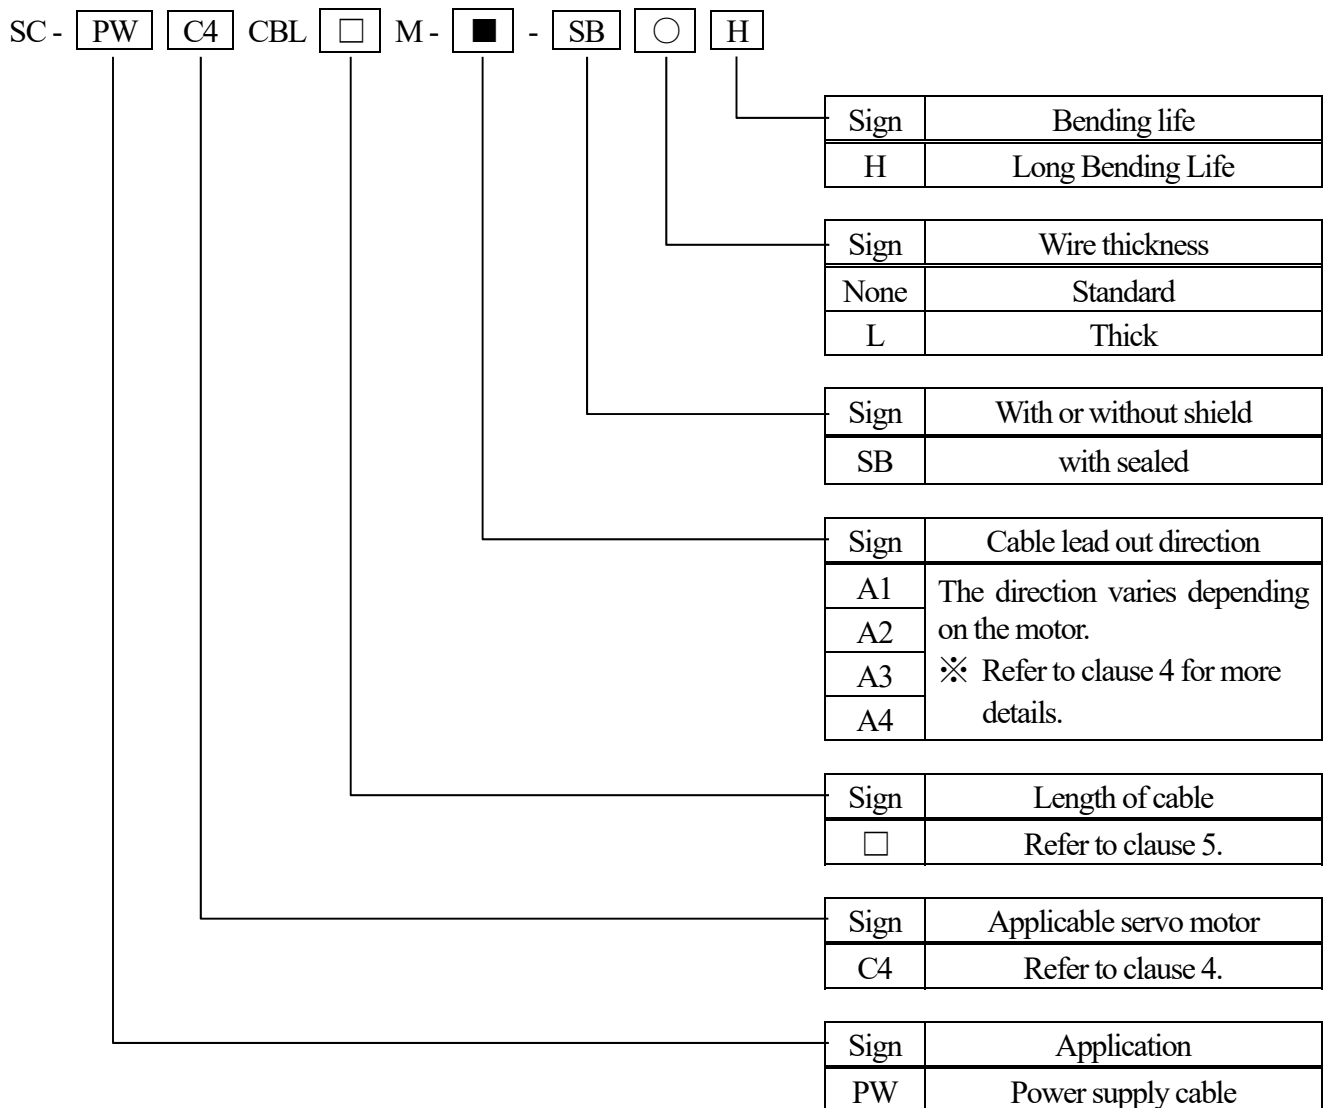 SC - PW C4 CBL □ M - ■ - SB ○ H
Sign Bending life
H Long Bending Life
Sign Wire thickness
None Standard
L Thick
Sign With or without shield
SB with sealed
Sign Cable lead out direction
A1 The direction varies depending
A2 on the motor.
A3 ※ Refer to clause 4 for more
A4 details.
Sign Length of cable
□ Refer to clause 5.
Sign Applicable servo motor
C4 Refer to clause 4.
Sign Application
PW Power supply cable